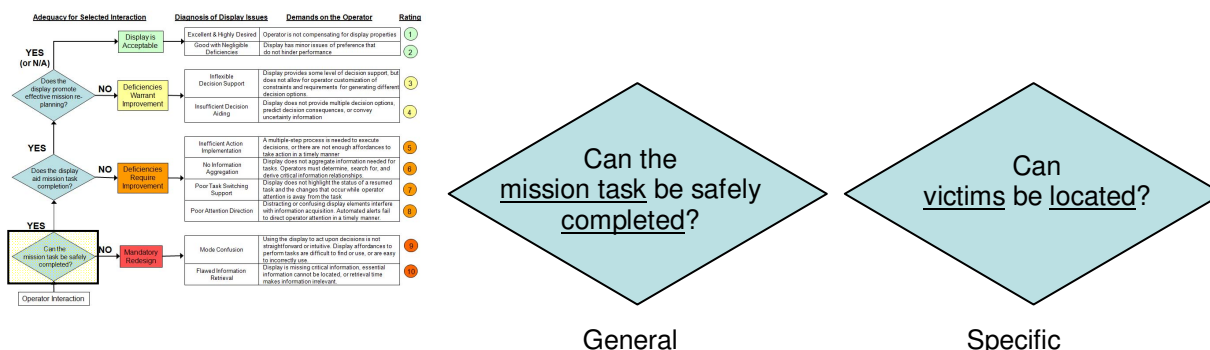 Adequacy for Selected Interaction
Diagnosis of Display Issues
Demands on the Operator
Rating
Display is
Acceptable
Excellent & Highly Desired
Operator is not compensating for display properties
1
Good with Negligible
Deficiencies
Display has minor issues of preference that
do not hinder performance
2
YES
(or N/A)
Does the
display promote
effective mission re-
planning?
NO
Deficiencies
Warrant
Improvement
Inflexible
Decision Support
Display provides some level of decision support, but
does not allow for operator customization of
constraints and requirements for generating different
decision options
3
Insufficient Decision
Aiding
Display does not provide multiple decision options,
predict decision consequences, or convey
uncertainty information
4
YES
Does the display
aid mission task
completion?
NO
Deficiencies
Require
Improvement
Inefficient Action
Implementation
A multiple-step process is needed to execute
decisions, or there are not enough affordances to
take action in a timely manner
5
No Information
Aggregation
Display does not aggregate information needed for
tasks. Operators must determine, search for, and
derive critical information relationships.
6
Poor Task Switching
Support
Display does not highlight the status of a resumed
task and the changes that occur while operator
attention is away from the task
7
Poor Attention Direction
Distracting or confusing display elements interfere
with information acquisition. Automated alerts fail
to direct operator attention in a timely manner.
8
YES
Can the
mission task be safely
completed?
NO
Mandatory
Redesign
Mode Confusion
Using the display to act upon decisions is not
straightforward or intuitive. Display affordances to
perform tasks are difficult to find or use, or are easy
to incorrectly use.
9
Flawed Information
Retrieval
Display is missing critical information, essential
information cannot be located, or retrieval time
makes information irrelevant.
10
Operator Interaction
Can the
mission task be safely
completed?
General
Can
victims be located?
Specific